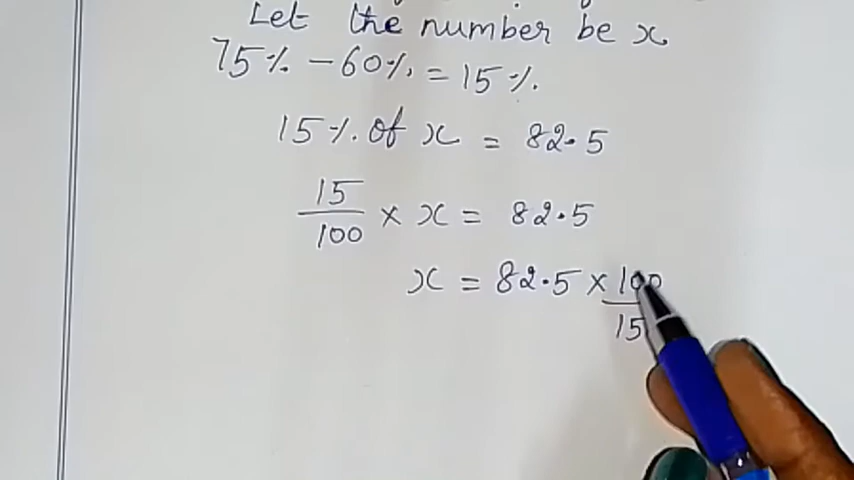 Let the number be x
75% - 60% = 15%.
15%. of x = 82.5
15/100 × x = 82.5
x = 82.5 × 100/15